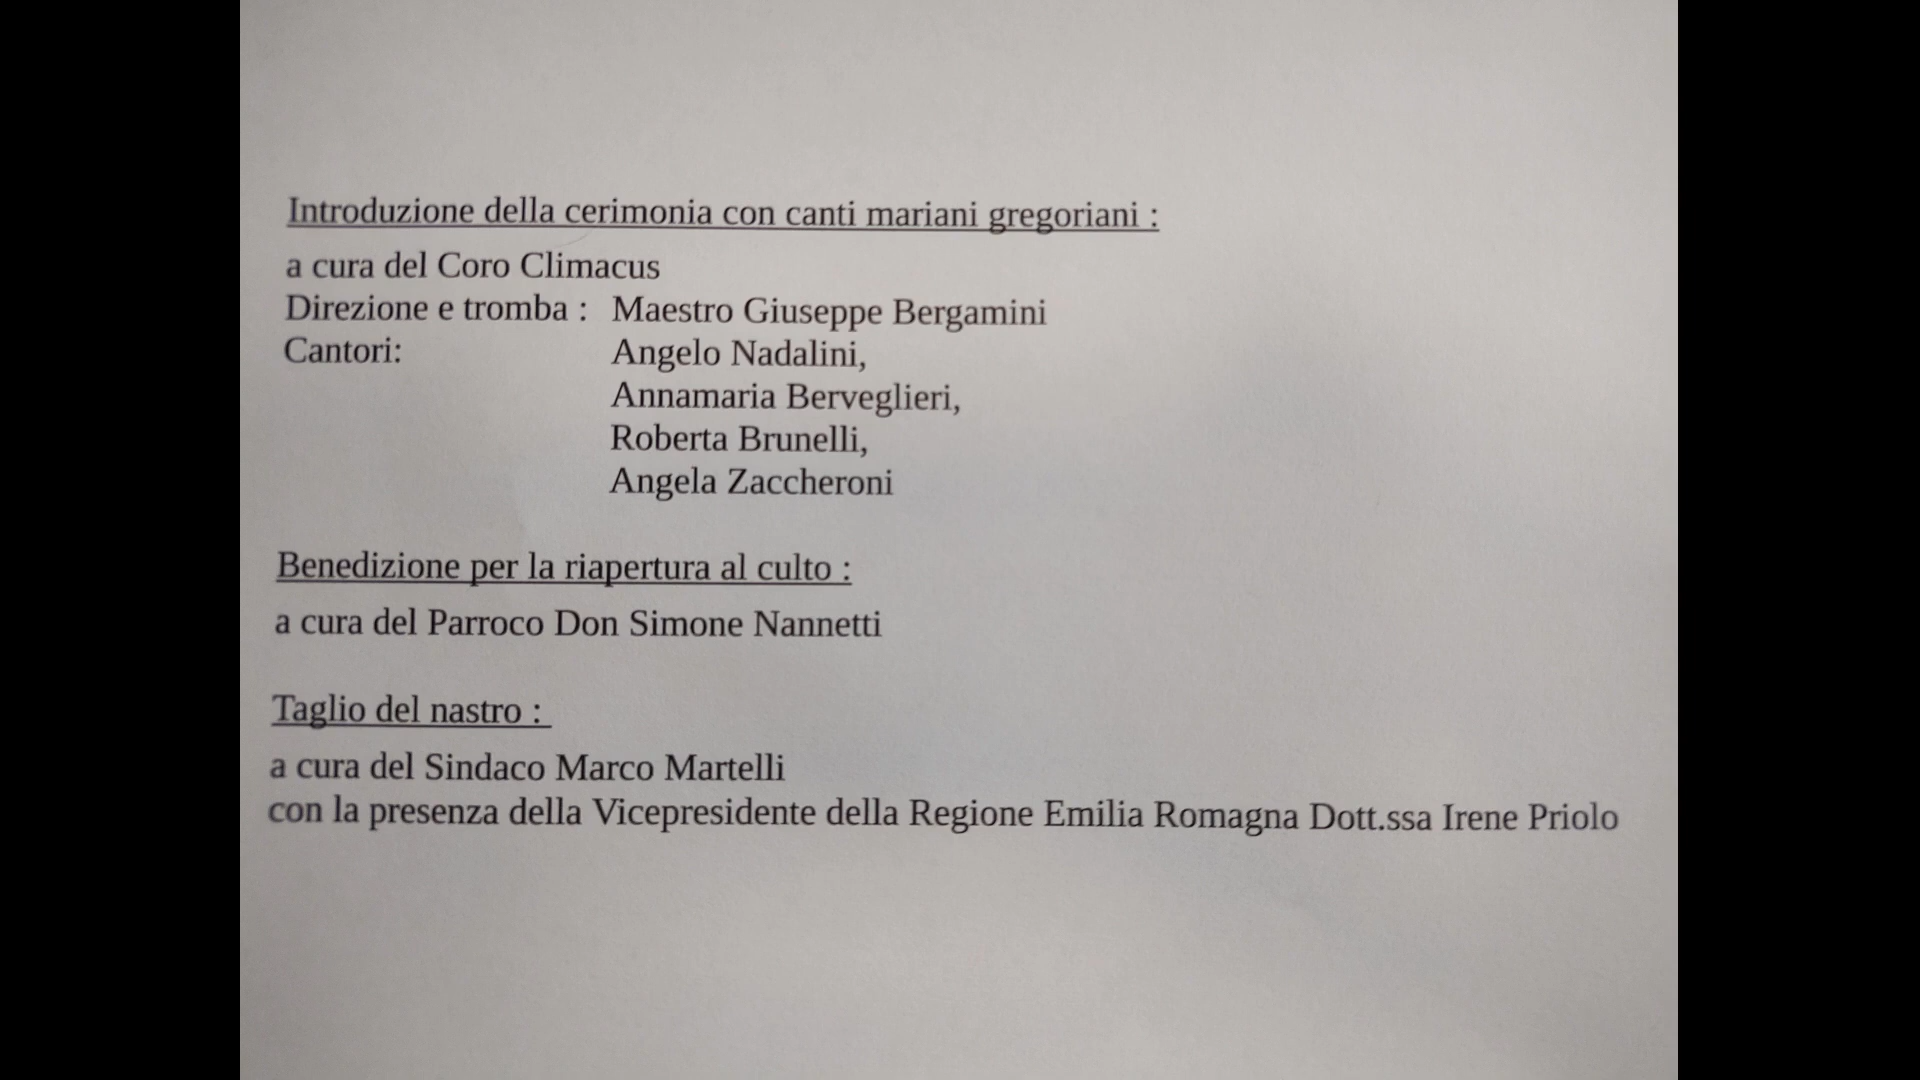 Introduzione della cerimonia con canti mariani gregoriani :
a cura del Coro Climacus
Direzione e tromba : Maestro Giuseppe Bergamini
Cantori: Angelo Nadalini,
Annamaria Berveglieri,
Roberta Brunelli,
Angela Zaccheroni
Benedizione per la riapertura al culto :
a cura del Parroco Don Simone Nannetti
Taglio del nastro :
a cura del Sindaco Marco Martelli
con la presenza della Vicepresidente della Regione Emilia Romagna Dott.ssa Irene Priolo